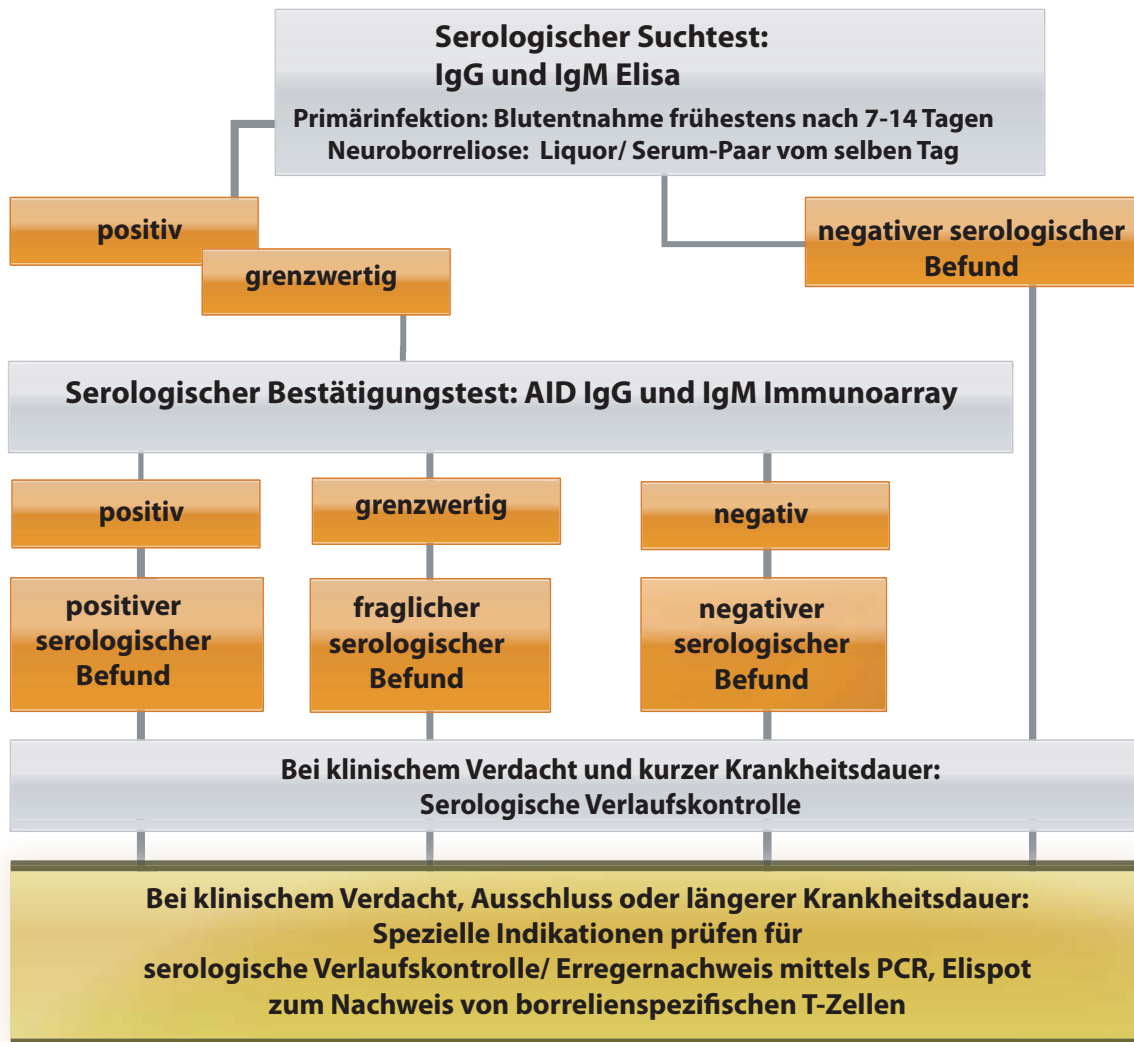 Serologischer Suchtest:
IgG und IgM Elisa
Primärinfektion: Blutentnahme frühestens nach 7-14 Tagen
Neuroborreliose: Liquor/ Serum-Paar vom selben Tag
positiv
grenzwertig
negativer serologischer
Befund
Serologischer Bestätigungstest: AID IgG und IgM Immunoarray
positiv
grenzwertig
negativ
positiver
serologischer
Befund
fraglicher
serologischer
Befund
negativer
serologischer
Befund
Bei klinischem Verdacht und kurzer Krankheitsdauer:
Serologische Verlaufskontrolle
Bei klinischem Verdacht, Ausschluss oder längerer Krankheitsdauer:
Spezielle Indikationen prüfen für
serologische Verlaufskontrolle/ Erregernachweis mittels PCR, Elispot
zum Nachweis von borrelienspezifischen T-Zellen